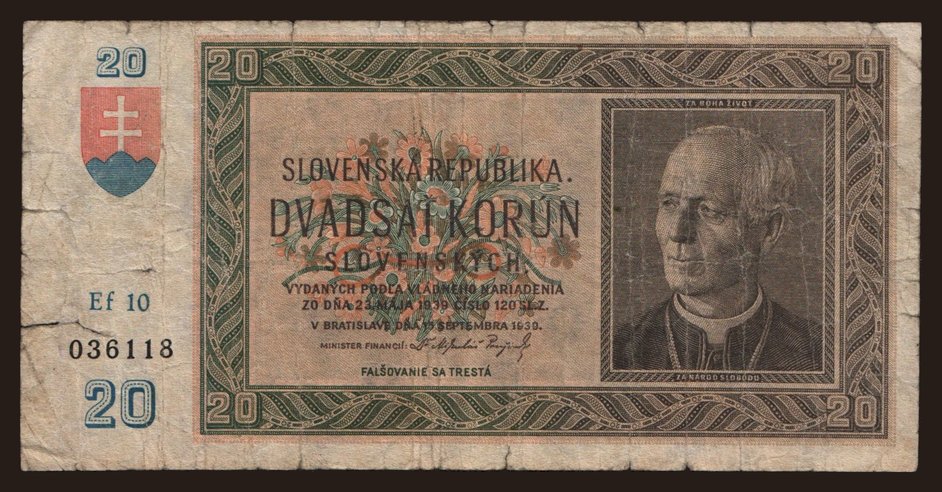 20
20
20
ZA BOHA ŽIVOT
SLOVENSKÁ REPUBLIKA.
DVADSAŤ KORÚN
SLOVENSKÝCH,
VYDANÝCH PODĽA VLÁDNEHO NARIADENIA
ZO DŇA 23. MÁJA 1939 ČÍSLO 120 SL. Z.
V BRATISLAVE DŇA 15 SEPTEMBRA 1939.
MINISTER FINANCIÍ:
FALŠOVANIE SA TRESTÁ
Ef 10
036118
ZA NÁROD SLOBODU
20
20
20